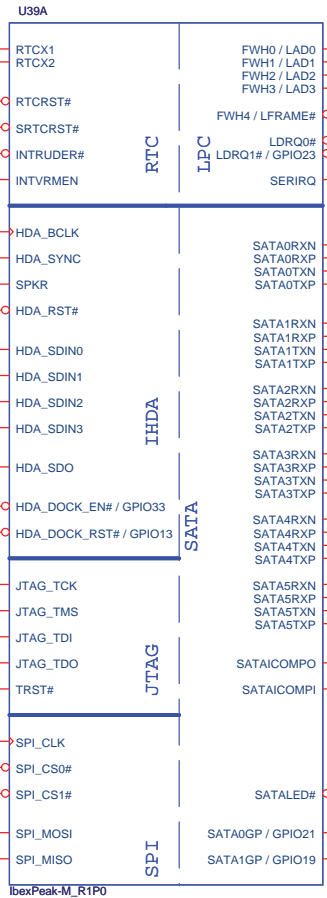 U39A
RTCX1
RTCX2
RTCRST#
SRTCRST#
INTRUDER#
INTVRMEN
RTC
LPC
FWH0 / LAD0
FWH1 / LAD1
FWH2 / LAD2
FWH3 / LAD3
FWH4 / LFRAME#
LDRQ0#
LDRQ1# / GPIO23
SERIRQ
HDA_BCLK
HDA_SYNC
SPKR
HDA_RST#
HDA_SDIN0
HDA_SDIN1
HDA_SDIN2
HDA_SDIN3
HDA_SDO
HDA_DOCK_EN# / GPIO33
HDA_DOCK_RST# / GPIO13
IHDA
SATA
SATA0RXN
SATA0RXP
SATA0TXN
SATA0TXP
SATA1RXN
SATA1RXP
SATA1TXN
SATA1TXP
SATA2RXN
SATA2RXP
SATA2TXN
SATA2TXP
SATA3RXN
SATA3RXP
SATA3TXN
SATA3TXP
SATA4RXN
SATA4RXP
SATA4TXN
SATA4TXP
SATA5RXN
SATA5RXP
SATA5TXN
SATA5TXP
JTAG_TCK
JTAG_TMS
JTAG_TDI
JTAG_TDO
TRST#
JTAG
SATAICOMPO
SATAICOMPI
SPI_CLK
SPI_CS0#
SPI_CS1#
SPI_MOSI
SPI_MISO
SPI
SATALED#
SATA0GP / GPIO21
SATA1GP / GPIO19
IbexPeak-M_R1P0